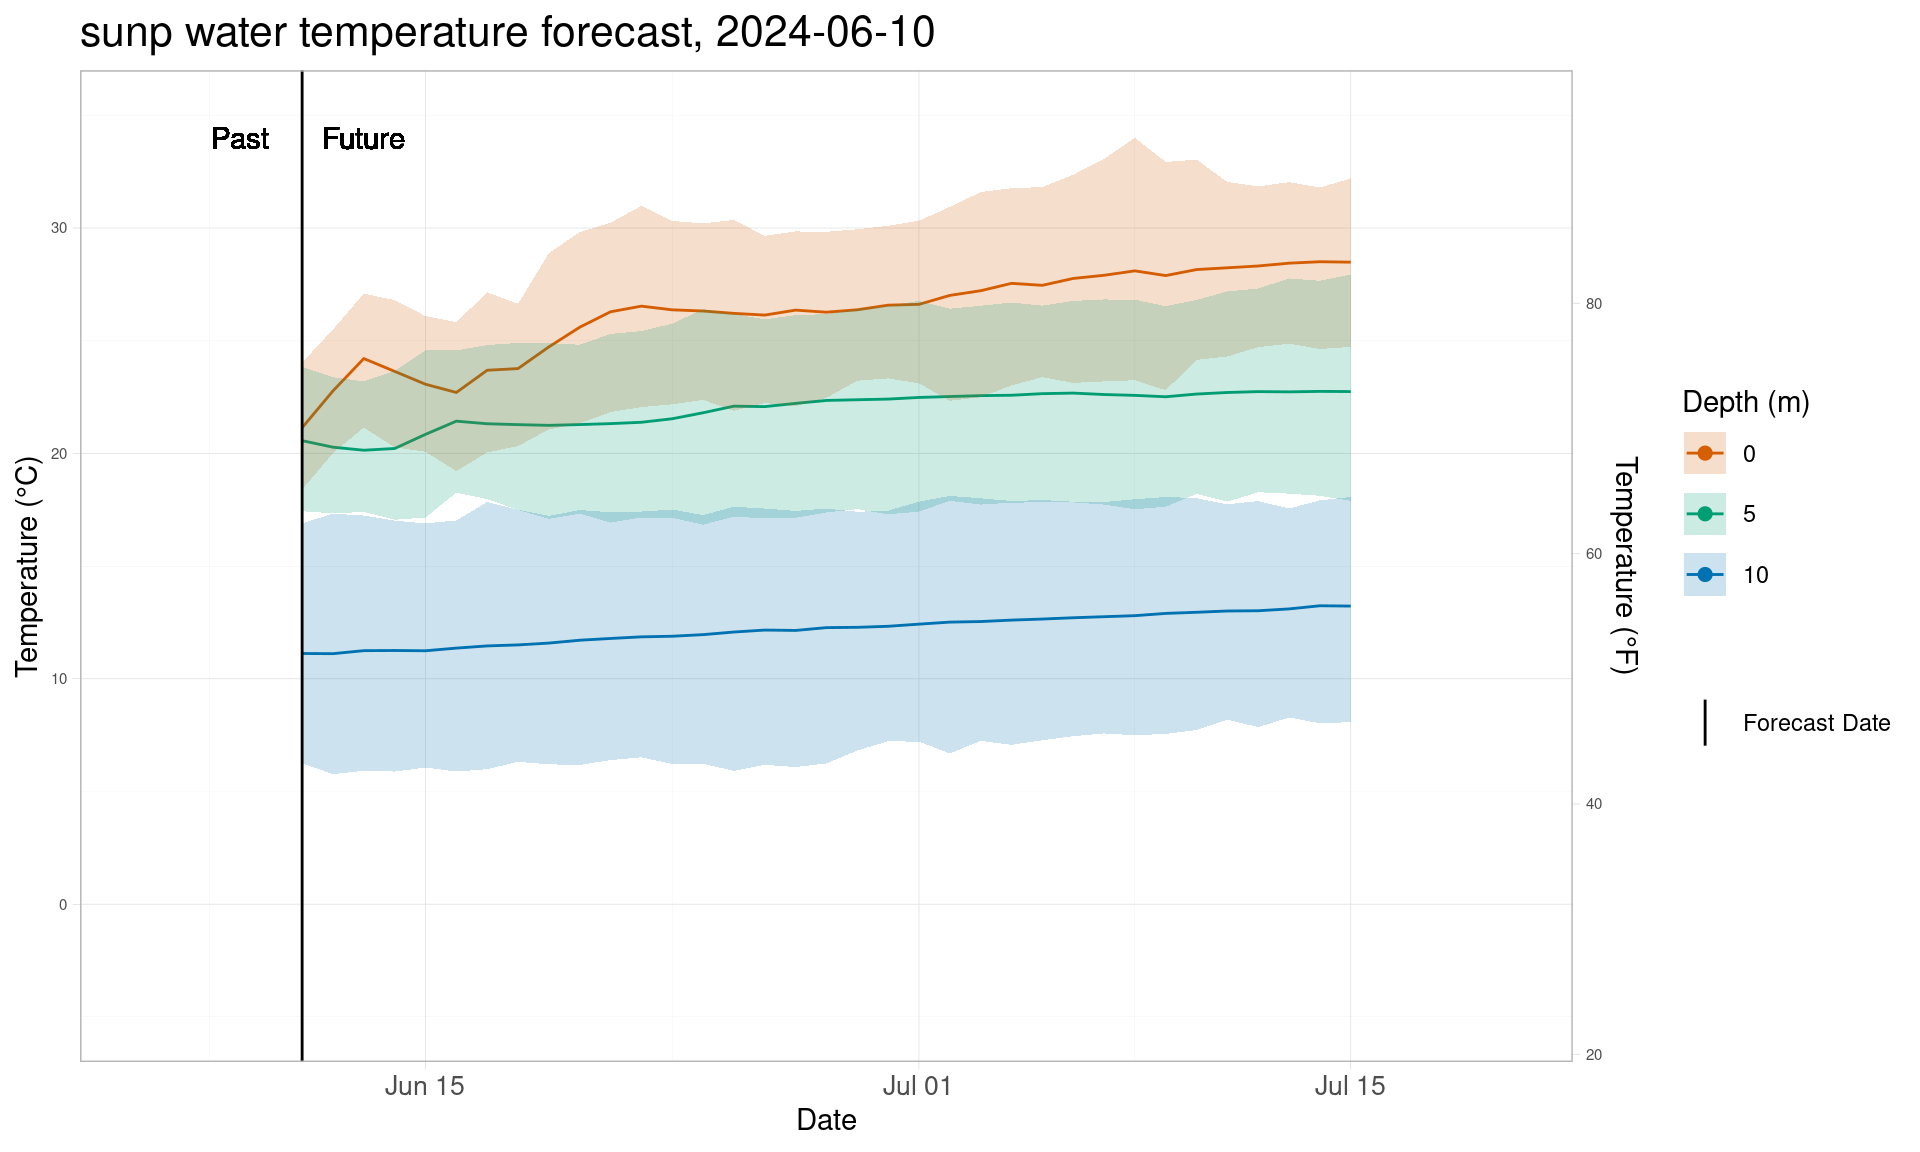 sunp water temperature forecast, 2024-06-10
Past
Future
30
20
10
0
Temperature (°C)
80
60
40
20
Temperature (°F)
Jun 15
Jul 01
Jul 15
Date
Depth (m)
0
5
10
Forecast Date